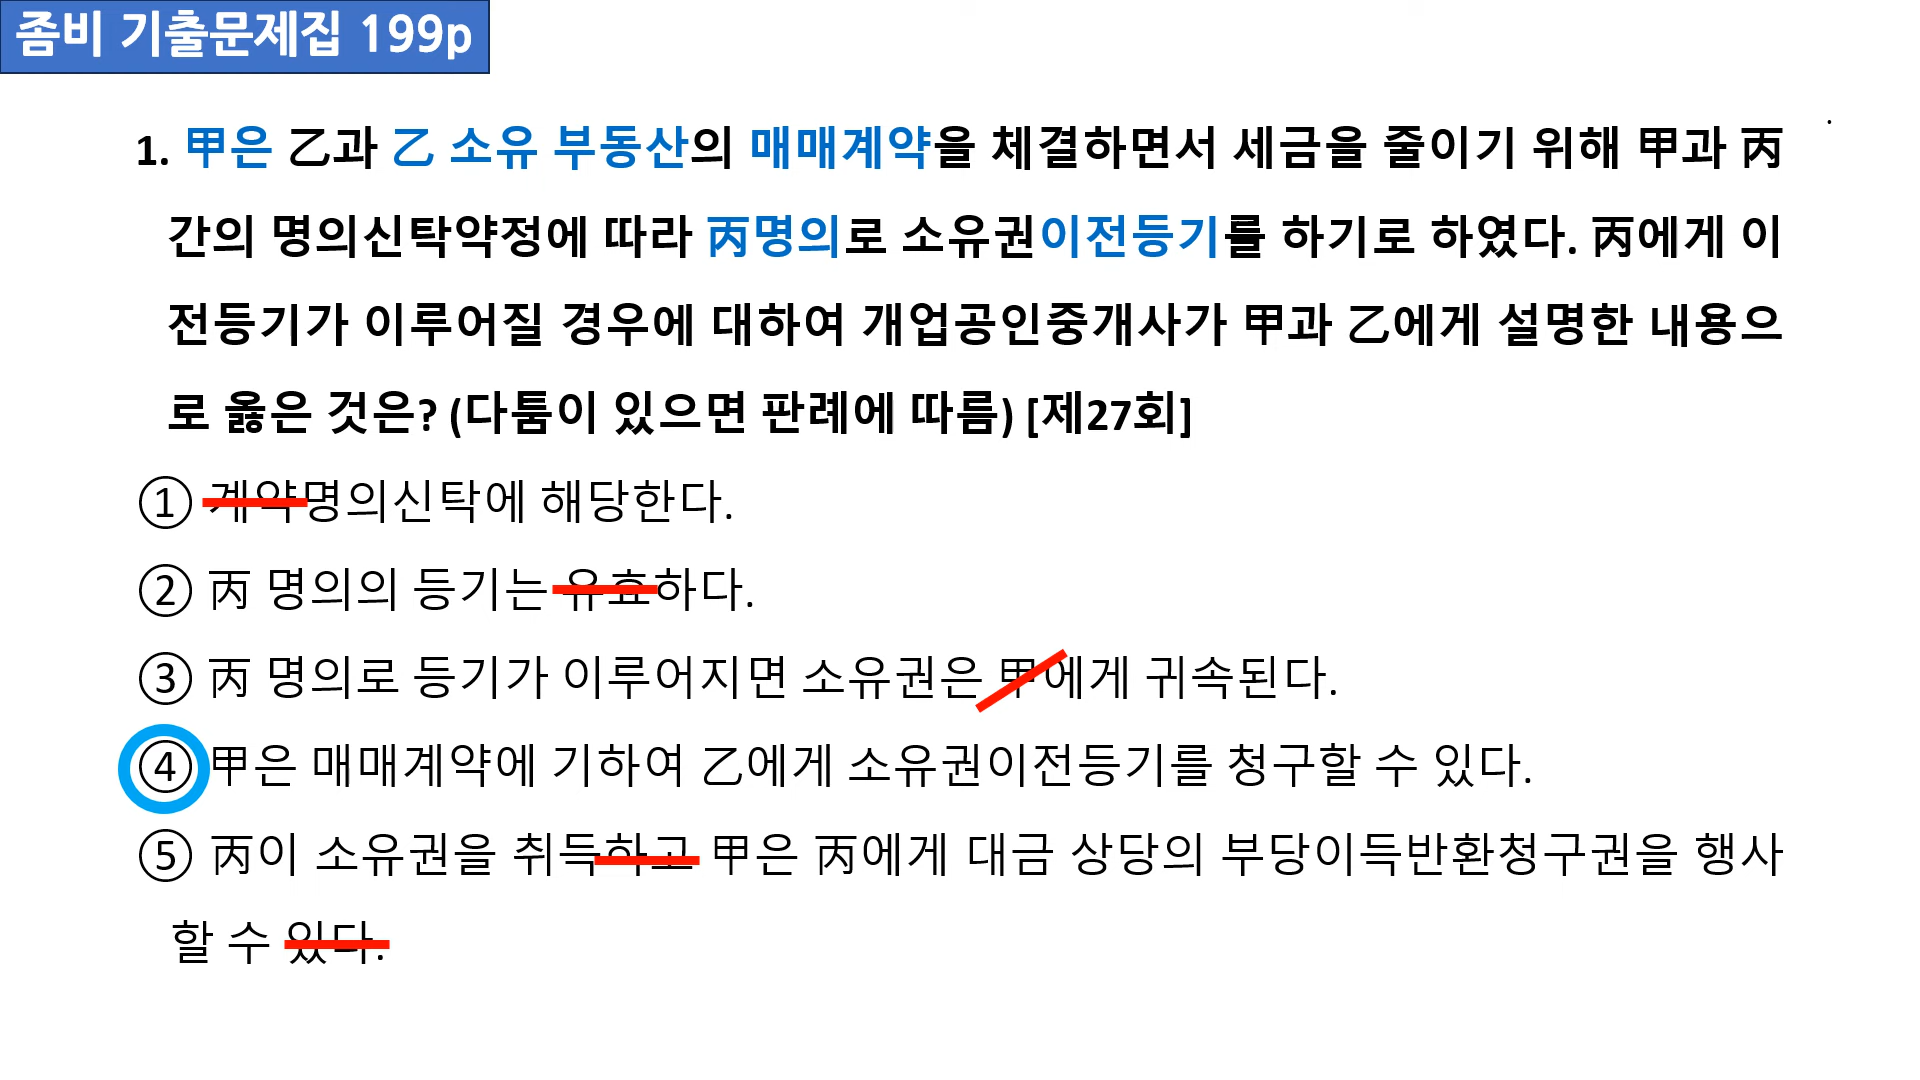 좀비 기출문제집 199p
1. 甲은 乙과 乙 소유 부동산의 매매계약을 체결하면서 세금을 줄이기 위해 甲과 丙
간의 명의신탁약정에 따라 丙명의로 소유권이전등기를 하기로 하였다. 丙에게 이
전등기가 이루어질 경우에 대하여 개업공인중개사가 甲과 乙에게 설명한 내용으
로 옳은 것은? (다툼이 있으면 판례에 따름) [제27회]
① 계약명의신탁에 해당한다.
② 丙 명의의 등기는 유효하다.
③ 丙 명의로 등기가 이루어지면 소유권은 甲에게 귀속된다.
④ 甲은 매매계약에 기하여 乙에게 소유권이전등기를 청구할 수 있다.
⑤ 丙이 소유권을 취득하고 甲은 丙에게 대금 상당의 부당이득반환청구권을 행사
할 수 있다.